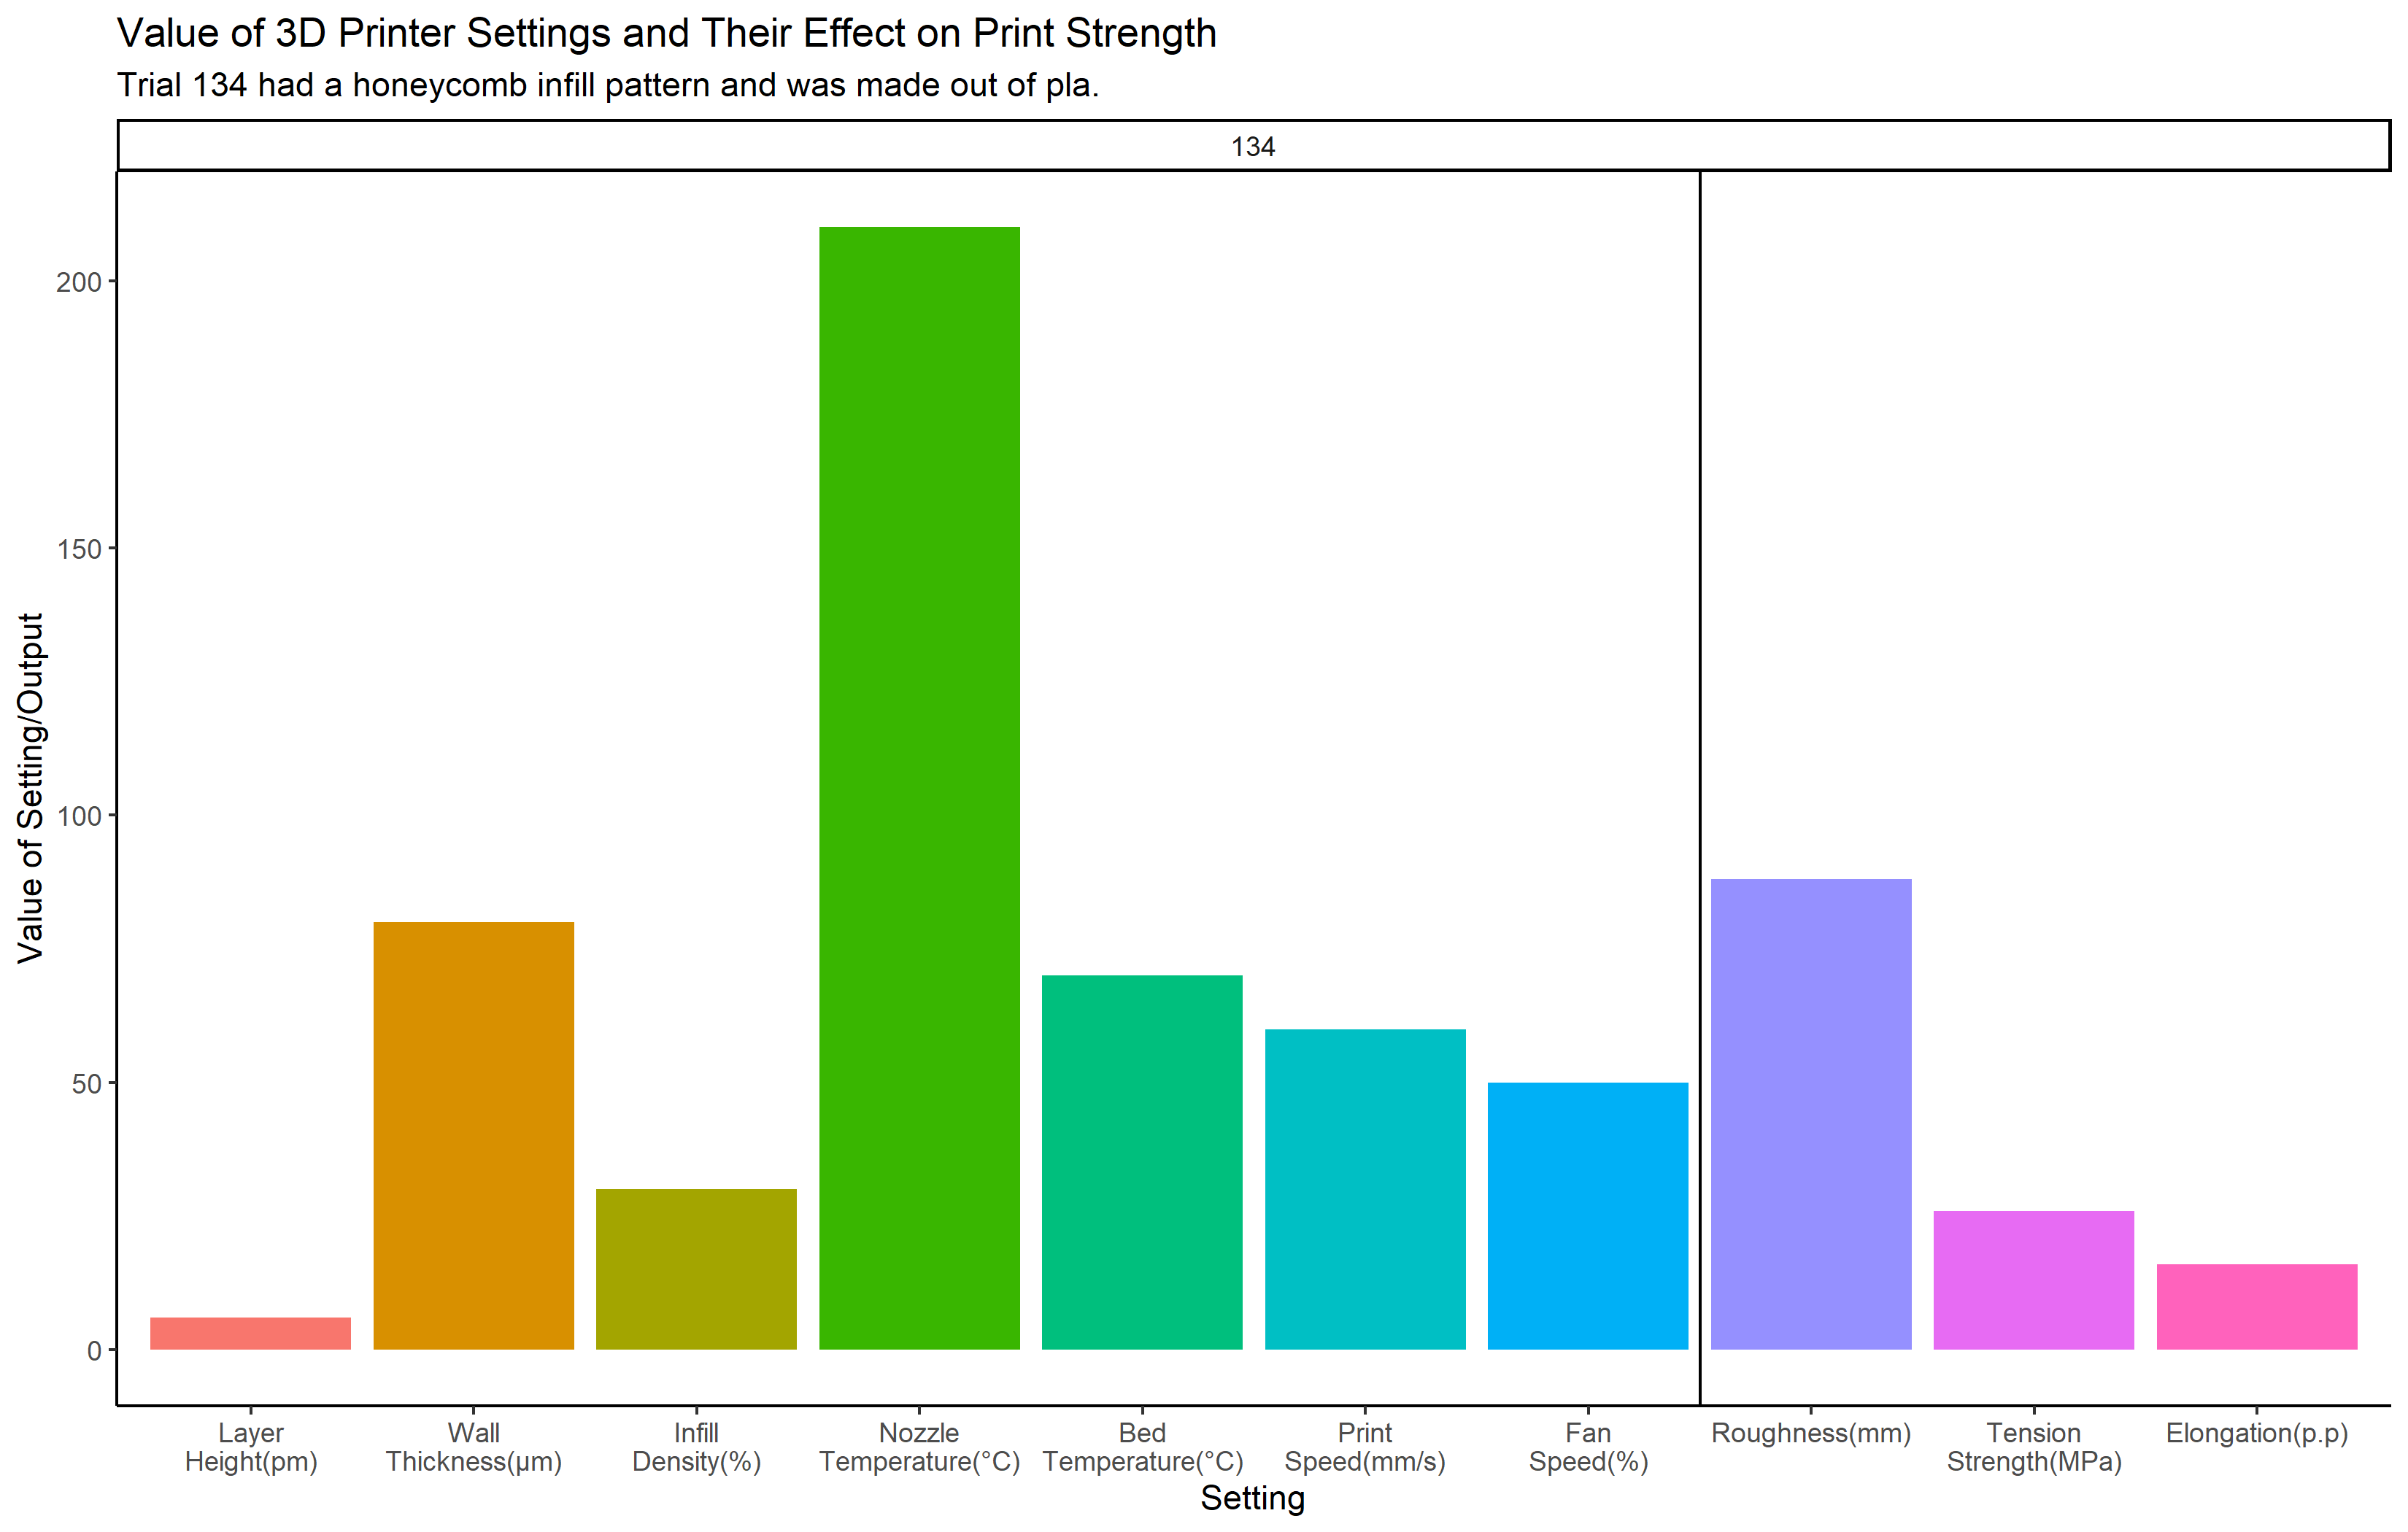 Value of 3D Printer Settings and Their Effect on Print Strength
Trial 134 had a honeycomb infill pattern and was made out of pla.
134
Value of Setting/Output
200
150
100
50
0
Layer
Height(pm)
Wall
Thickness(µm)
Infill
Density(%)
Nozzle
Temperature(°C)
Bed
Temperature(°C)
Print
Speed(mm/s)
Fan
Speed(%)
Roughness(mm)
Tension
Strength(MPa)
Elongation(p.p)
Setting